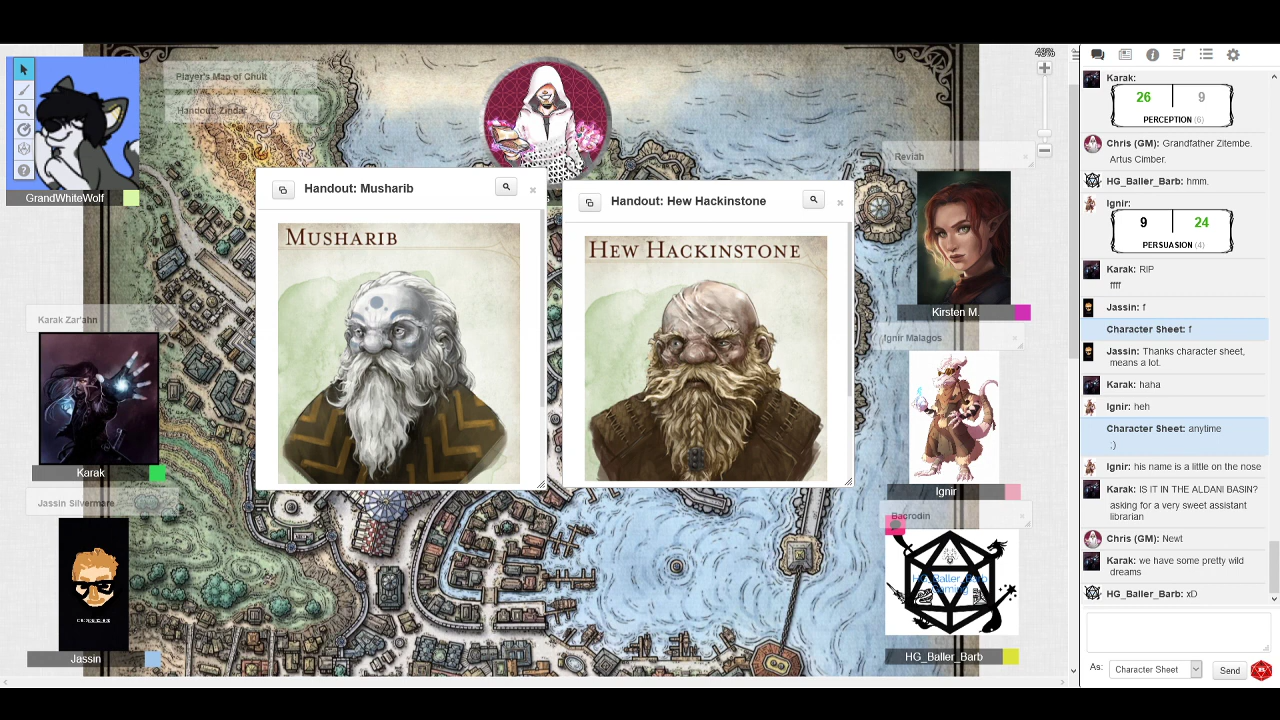 Player's Map of Chult
Handout: Zindar
GrandWhiteWolf
Handout: Musharib
MUSHARIB
Handout: Hew Hackinstone
HEW HACKINSTONE
Karak Zar'ahn
Karak
Jassin Silvermare
Jassin
Reviah
Kirsten M.
Ignir Malagos
Ignir
Bacrodin
HG_Baller_Barb
Gaming
HG_Baller_Barb
Karak:
26 9
PERCEPTION (6)
Chris (GM): Grandfather Zitembe.
Artus Cimber.
HG_Baller_Barb: hmm.
Ignir:
9 24
PERSUASION (4)
Karak: RIP
ffff
Jassin: f
Character Sheet: f
Jassin: Thanks character sheet,
means a lot.
Karak: haha
Ignir: heh
Character Sheet: anytime
;)
Ignir: his name is a little on the nose
Karak: IS IT IN THE ALDANI BASIN?
asking for a very sweet assistant
librarian
Chris (GM): Newt
Karak: we have some pretty wild
dreams
HG_Baller_Barb: xD
As: Character Sheet Send